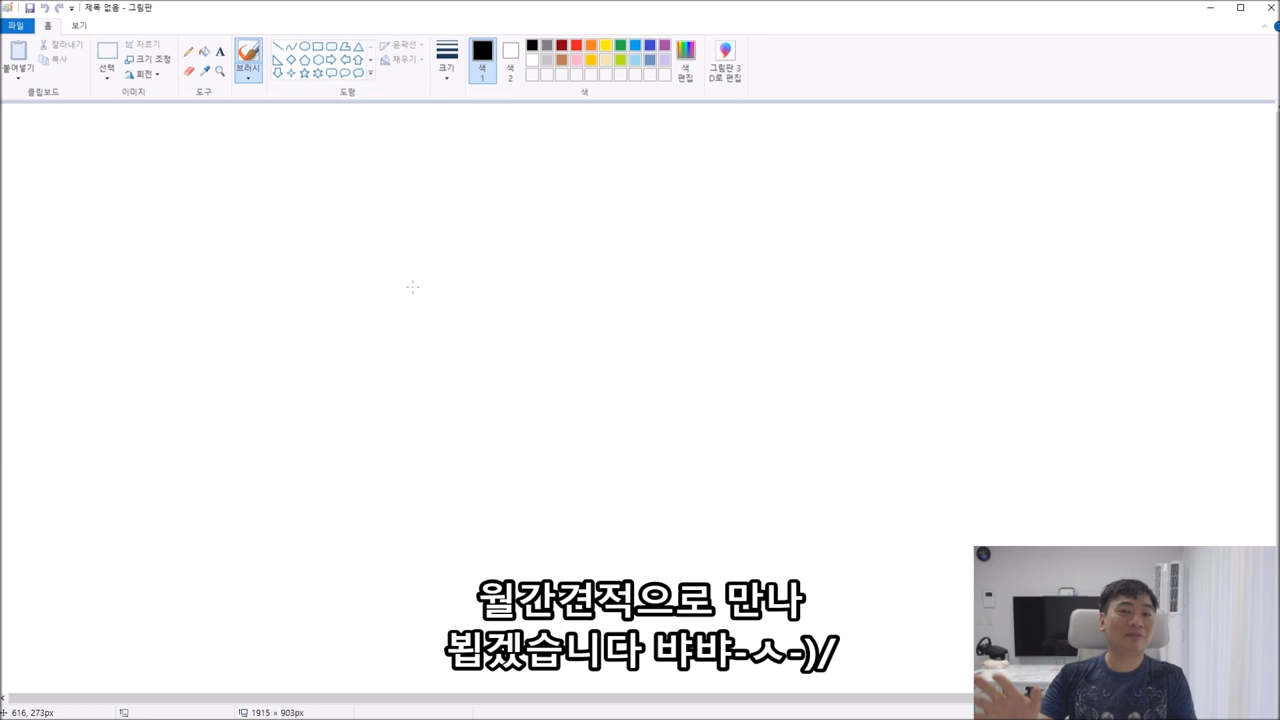 제목 없음 - 그림판
파일 홈 보기
붙여넣기
잘라내기
복사
클립보드
선택
자르기
크기 조정
회전
이미지
A
도구
브러시
윤곽선
채우기
도형
크기
색
1
색
2
색
편집
그림판 3
D로 편집
색
월간견적으로 만나
뵙겠습니다 뱌뱌-ㅅ-)/
616, 273px
1915 × 903px